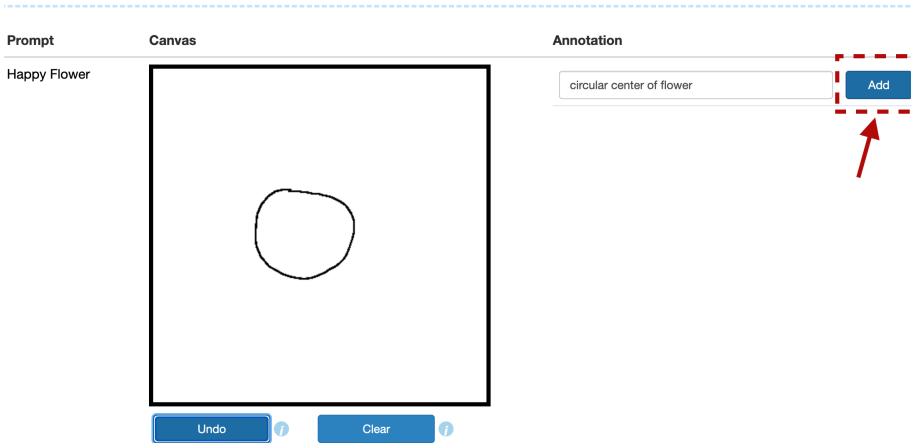 Prompt Canvas Annotation
Happy Flower
circular center of flower Add
Undo i Clear i